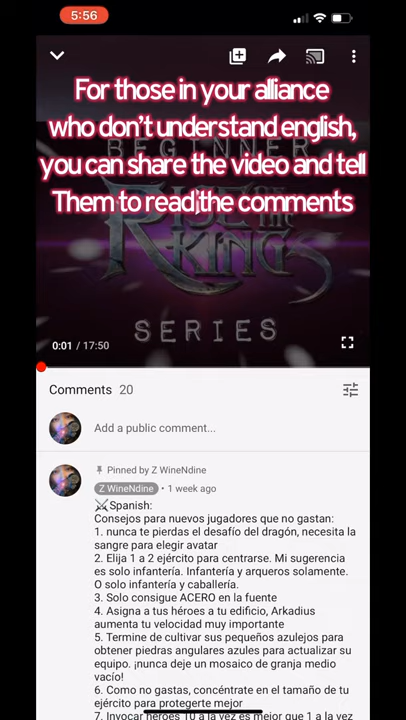 5:56
For those in your alliance
who don't understand english,
you can share the video and tell
Them to read the comments
BEGINNER
RISE OF THE
KINGS
SERIES
0:01 / 17:50
Comments 20
Add a public comment...
Pinned by Z WineNdine
Z WineNdine • 1 week ago
⚔Spanish:
Consejos para nuevos jugadores que no gastan:
1. nunca te pierdas el desafío del dragón, necesita la
sangre para elegir avatar
2. Elija 1 a 2 ejército para centrarse. Mi sugerencia
es solo infantería. Infantería y arqueros solamente.
O solo infantería y caballería.
3. Solo consigue ACERO en la fuente
4. Asigna a tus héroes a tu edificio, Arkadius
aumenta tu velocidad muy importante
5. Termine de cultivar sus pequeños azulejos para
obtener piedras angulares azules para actualizar su
equipo. ¡nunca deje un mosaico de granja medio
vacío!
6. Como no gastas, concéntrate en el tamaño de tu
ejército para protegerte mejor
7. Invocar héroes 10 a la vez es mejor que 1 a la vez